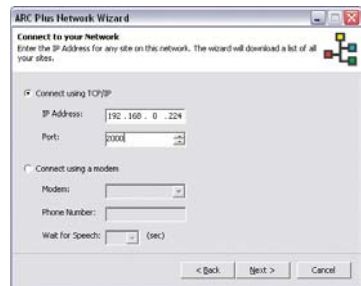 ARC Plus Network Wizard
Connect to your Network
Enter the IP Address for any site on this network. The wizard will download a list of all
your sites.
Connect using TCP/IP
IP Address: 192 . 168 . 0 . 224
Port: 2000
Connect using a modem
Modem:
Phone Number:
Wait for Speech: (sec)
< Back Next > Cancel